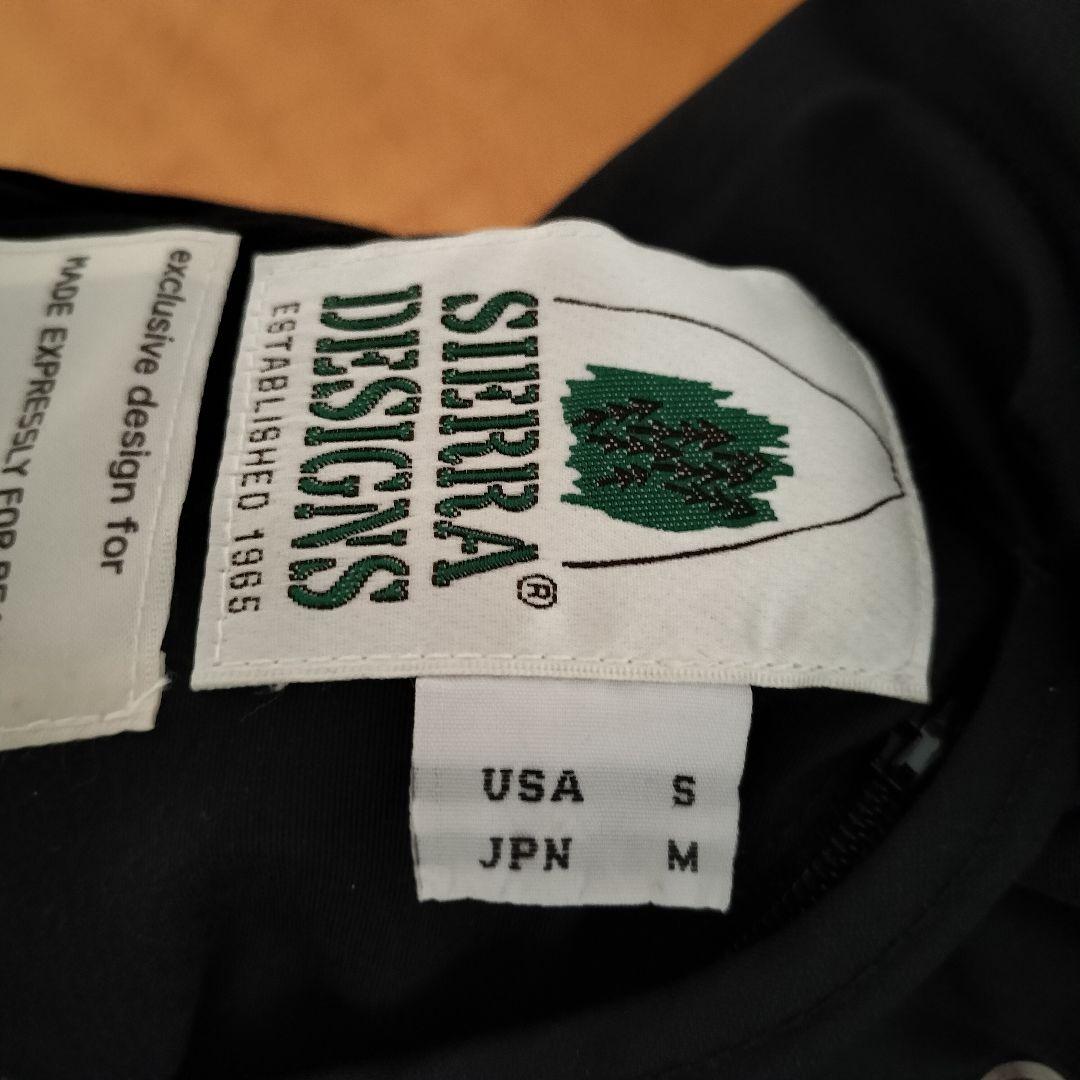 exclusive design for
MADE EXPRESSLY FOR
SIERRA
DESIGNS®
ESTABLISHED 1965
USA S
JPN M